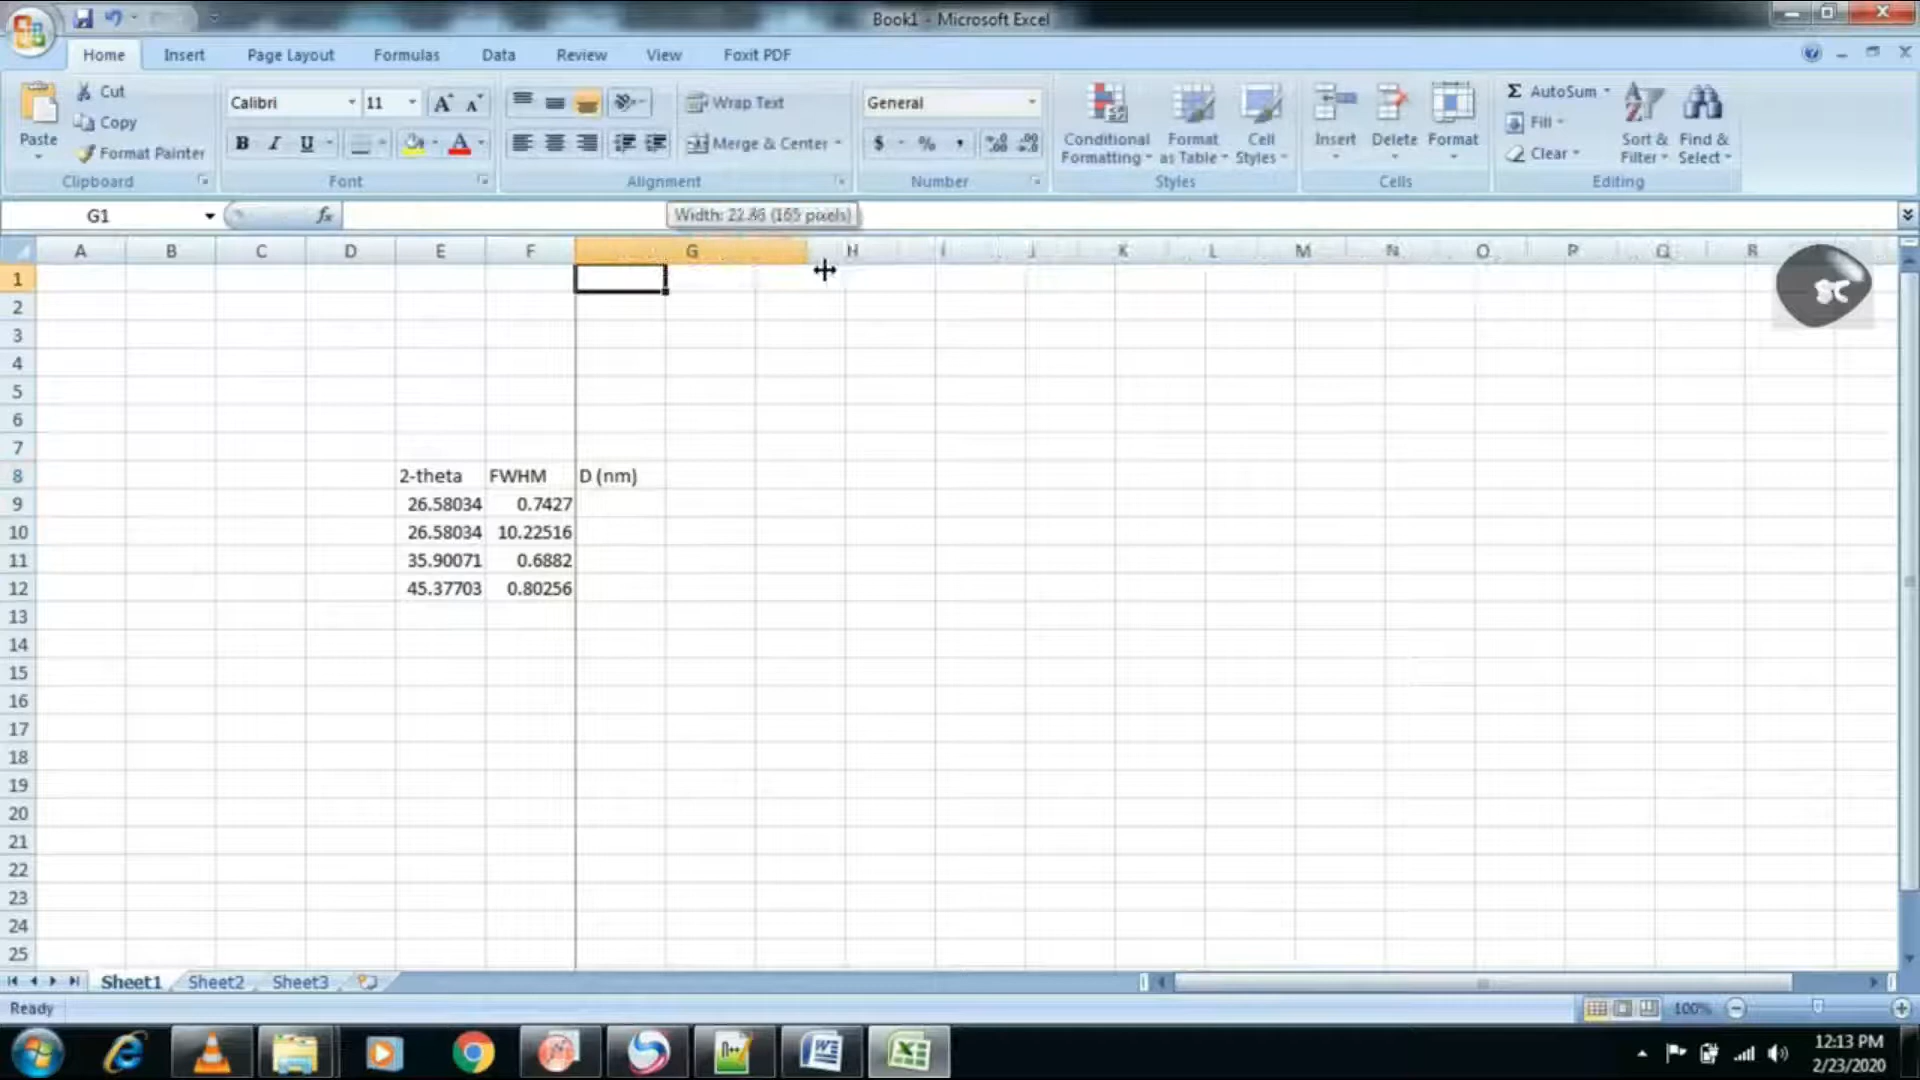 Book1 - Microsoft Excel
Home Insert Page Layout Formulas Data Review View Foxit PDF
Cut
Copy
Format Painter
Paste
Clipboard
Calibri 11 A A
B I U A
Font
Wrap Text
Merge & Center
Alignment
General
$ % ,
Number
Conditional Formatting
Format as Table
Cell Styles
Styles
Insert Delete Format
Cells
Σ AutoSum
Fill
Clear
Sort & Filter
Find & Select
Editing
G1 fx Width: 22.86 (165 pixels)
A B C D E F G H I J K L M N O P Q R
SC
1
2
3
4
5
6
7
8 2-theta FWHM D (nm)
9 26.58034 0.7427
10 26.58034 10.22516
11 35.90071 0.6882
12 45.37703 0.80256
13
14
15
16
17
18
19
20
21
22
23
24
25
Sheet1 Sheet2 Sheet3
Ready 100%
12:13 PM
2/23/2020